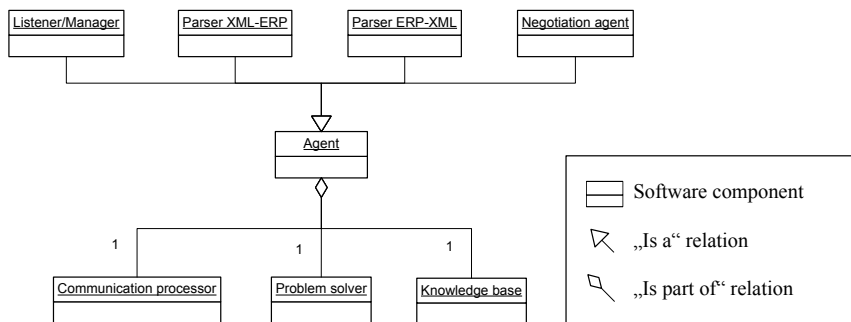 Listener/Manager
Parser XML-ERP
Parser ERP-XML
Negotiation agent
Agent
1
1
1
Communication processor
Problem solver
Knowledge base
Software component
„Is a“ relation
„Is part of“ relation